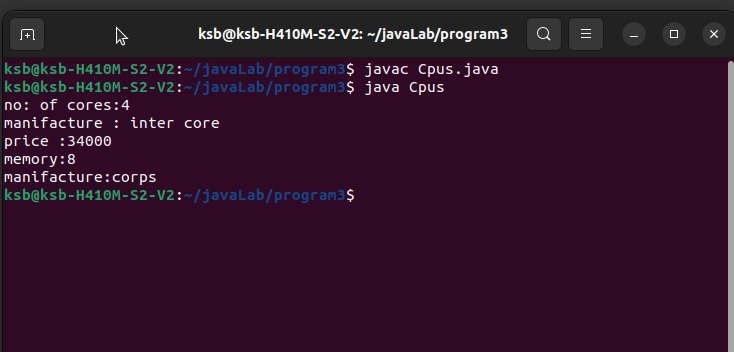 ksb@ksb-H410M-S2-V2: ~/javaLab/program3
ksb@ksb-H410M-S2-V2:~/javaLab/program3$ javac Cpus.java
ksb@ksb-H410M-S2-V2:~/javaLab/program3$ java Cpus
no: of cores:4
manifacture : inter core
price :34000
memory:8
manifacture:corps
ksb@ksb-H410M-S2-V2:~/javaLab/program3$